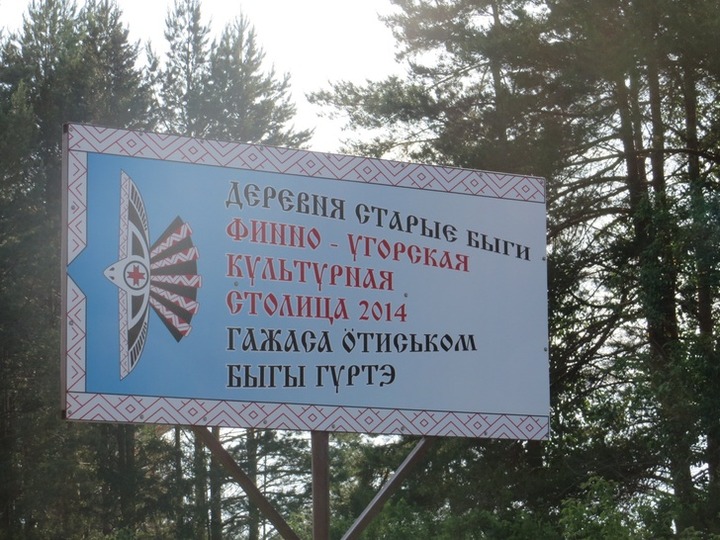 ДЕРЕВНЯ СТАРЫЕ БЫГИ
ФИННО - УГОРСКАЯ
КУЛЬТУРНАЯ
СТОЛИЦА 2014
ГАЖАСА ӦТИСЬКОМ
БЫГЫ ГУРТЭ